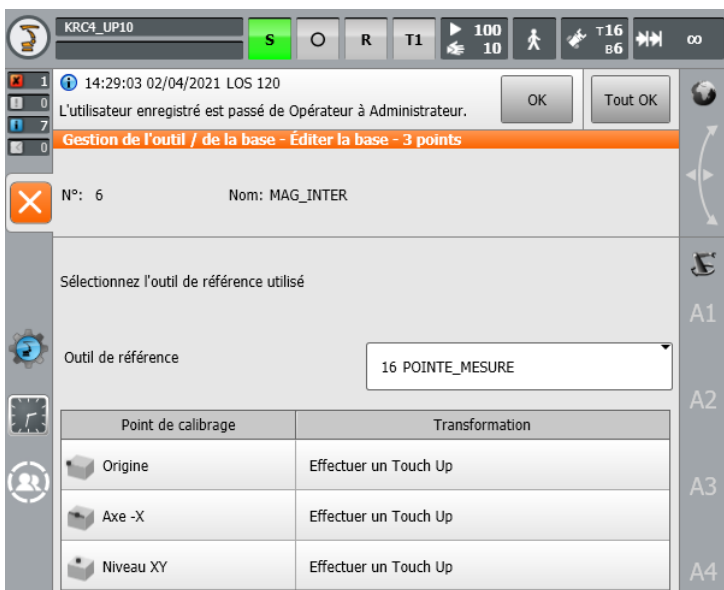 KRC4_UP10
S
O
R
T1
100
10
T16
B6
∞
1
0
7
0
14:29:03 02/04/2021 LOS 120
L'utilisateur enregistré est passé de Opérateur à Administrateur.
OK
Tout OK
Gestion de l'outil / de la base - Éditer la base - 3 points
N°: 6 Nom: MAG_INTER
Sélectionnez l'outil de référence utilisé
Outil de référence 16 POINTE_MESURE
Point de calibrage Transformation
Origine Effectuer un Touch Up
Axe -X Effectuer un Touch Up
Niveau XY Effectuer un Touch Up
A1
A2
A3
A4